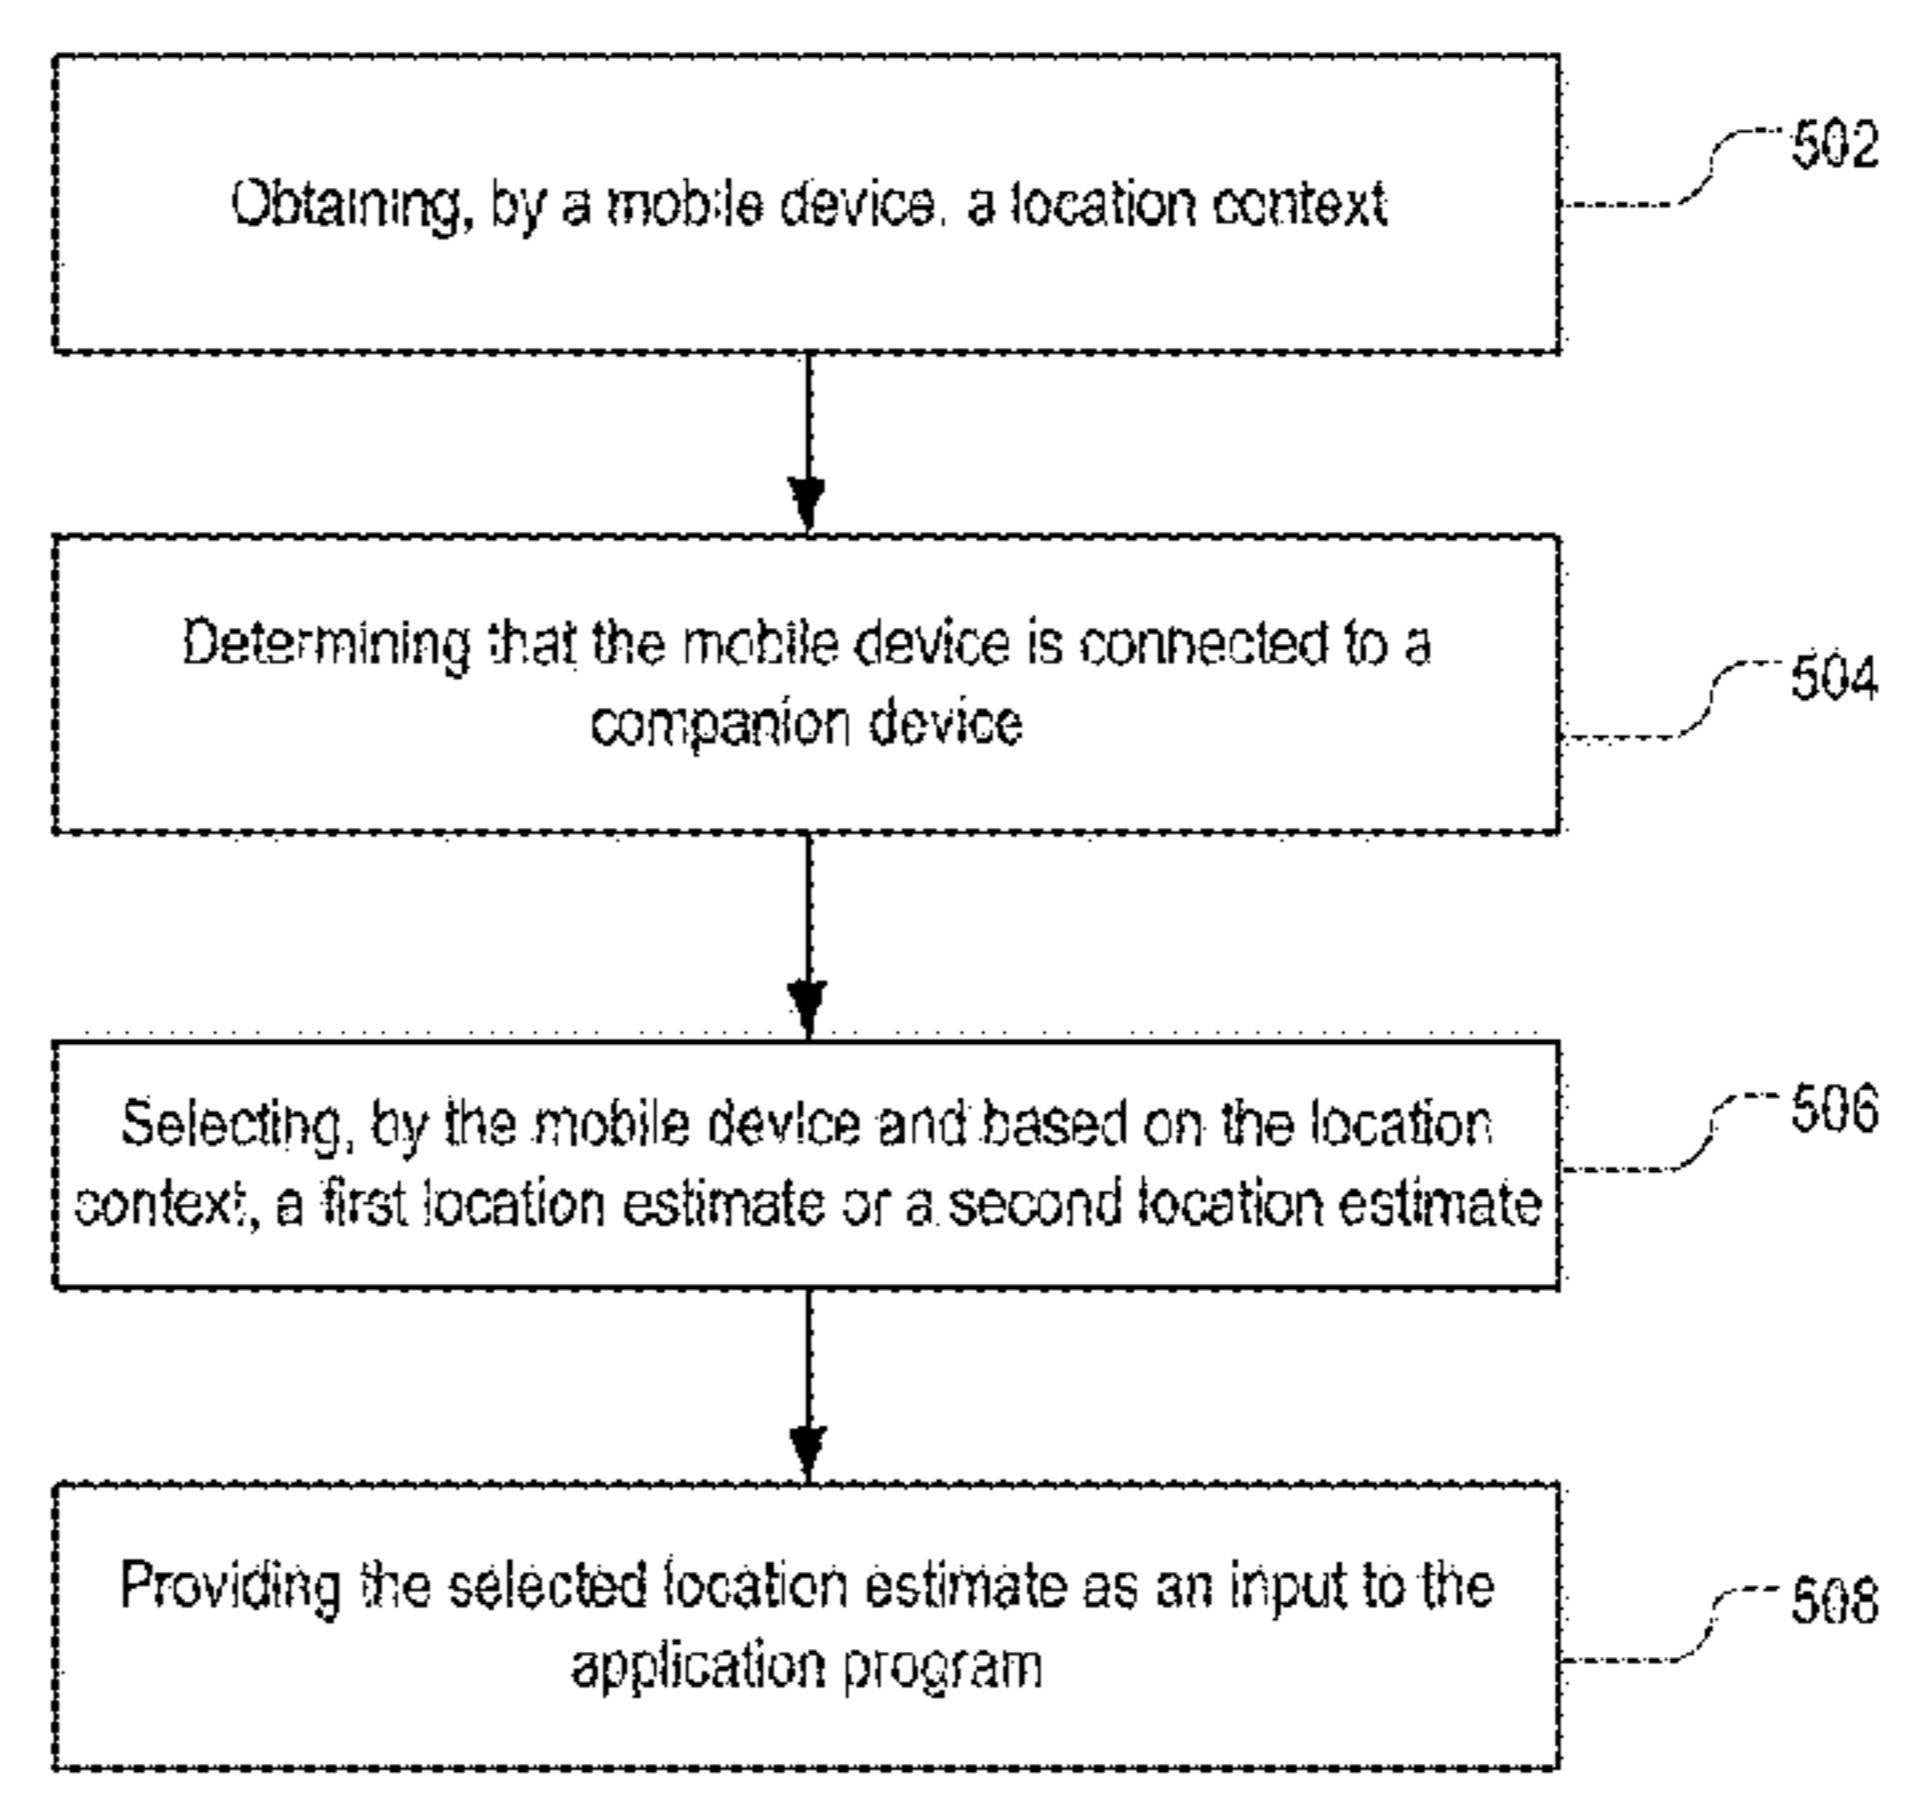 Obtaining, by a mobile device, a location context
502
Determining that the mobile device is connected to a
companion device
504
Selecting, by the mobile device and based on the location
context, a first location estimate or a second location estimate
506
Providing the selected location estimate as an input to the
application program
508